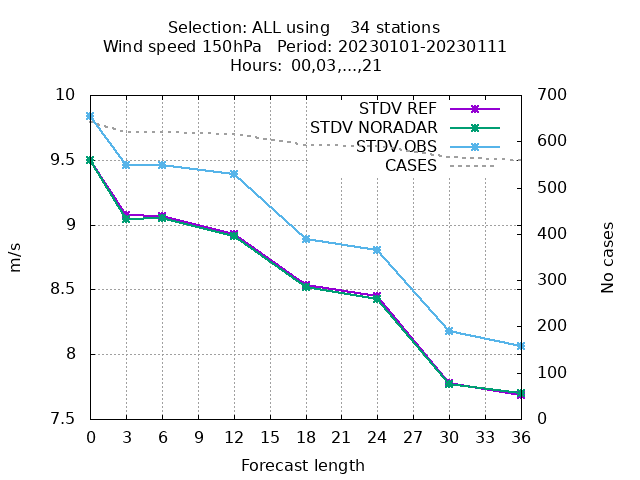 Selection: ALL using    34 stations
Wind speed 150hPa   Period: 20230101-20230111
Hours: 00,03,...,21
10 700
STDV REF
STDV NORADAR
STDV OBS
CASES
600
9.5
500
9
400
m/s
No cases
300
8.5
200
8
100
7.5 0
0 3 6 9 12 15 18 21 24 27 30 33 36
Forecast length